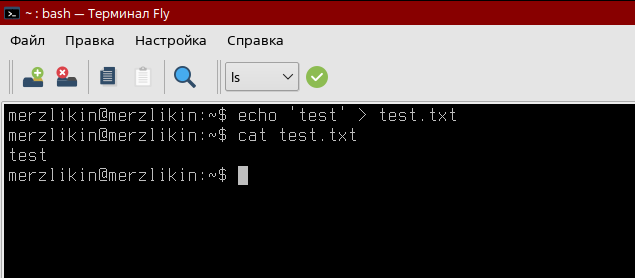 ~ : bash — Терминал Fly
Файл Правка Настройка Справка
ls
merzlikin@merzlikin:~$ echo 'test' > test.txt
merzlikin@merzlikin:~$ cat test.txt
test
merzlikin@merzlikin:~$